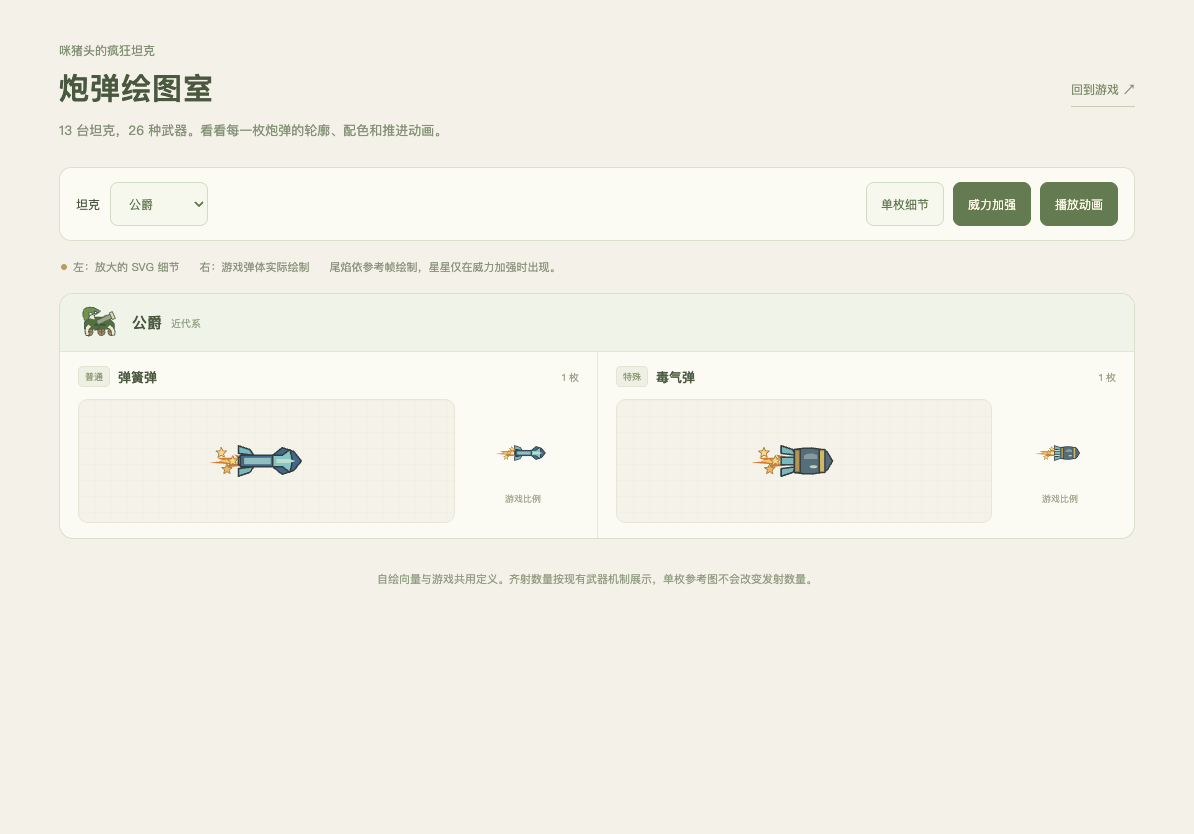 咪猪头的疯狂坦克
炮弹绘图室
回到游戏 ↗
13 台坦克，26 种武器。看看每一枚炮弹的轮廓、配色和推进动画。
坦克 公爵 单枚细节 威力加强 播放动画
左：放大的 SVG 细节 右：游戏弹体实际绘制 尾焰依参考帧绘制，星星仅在威力加强时出现。
公爵 近代系
普通 弹簧弹 1 枚
游戏比例
特殊 毒气弹 1 枚
游戏比例
自绘向量与游戏共用定义。齐射数量按现有武器机制展示，单枚参考图不会改变发射数量。